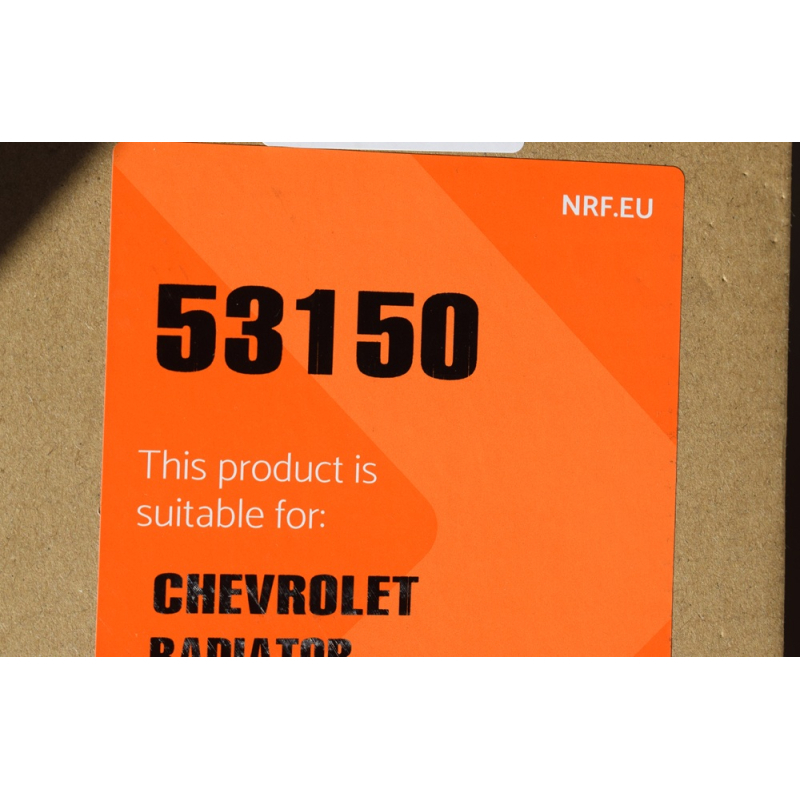 NRF.EU
53150
This product is
suitable for:
CHEVROLET
RADIATOR